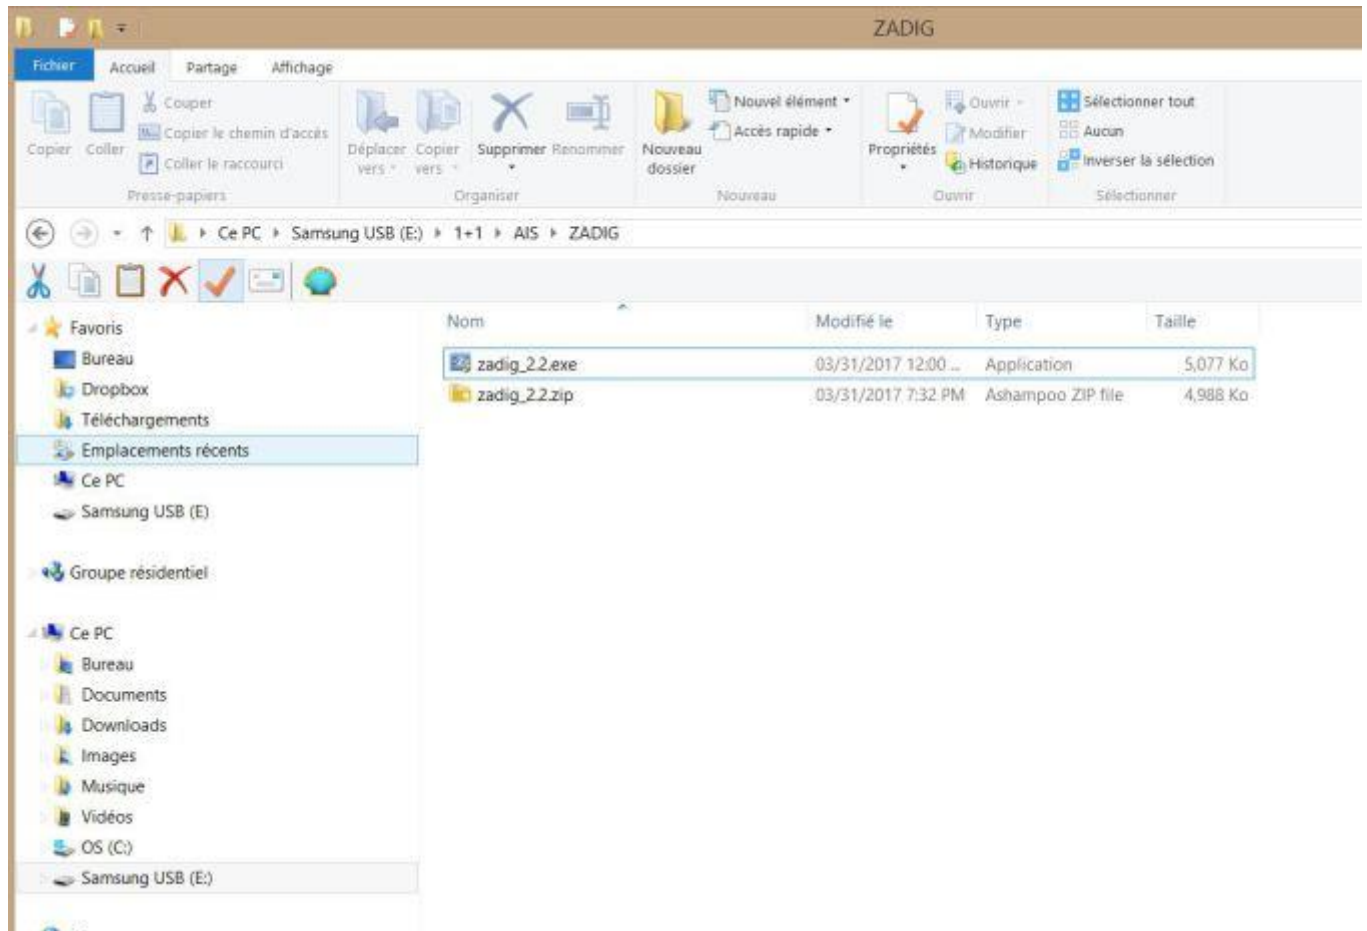 ZADIG
Fichier Accueil Partage Affichage
Copier
Coller
Couper
Copier le chemin d'accès
Coller le raccourci
Presse-papiers
Déplacer vers
Copier vers
Supprimer
Renommer
Organiser
Nouveau dossier
Nouvel élément
Accès rapide
Nouveau
Propriétés
Ouvrir
Modifier
Historique
Ouvrir
Sélectionner tout
Aucun
Inverser la sélection
Sélectionner
Ce PC Samsung USB (E:) 1+1 AIS ZADIG
Favoris
Bureau
Dropbox
Téléchargements
Emplacements récents
Ce PC
Samsung USB (E)
Groupe résidentiel
Ce PC
Bureau
Documents
Downloads
Images
Musique
Vidéos
OS (C:)
Samsung USB (E:)
Nom Modifié le Type Taille
zadig_2.2.exe 03/31/2017 12:00 ... Application 5,077 Ko
zadig_2.2.zip 03/31/2017 7:32 PM Ashampoo ZIP file 4,988 Ko